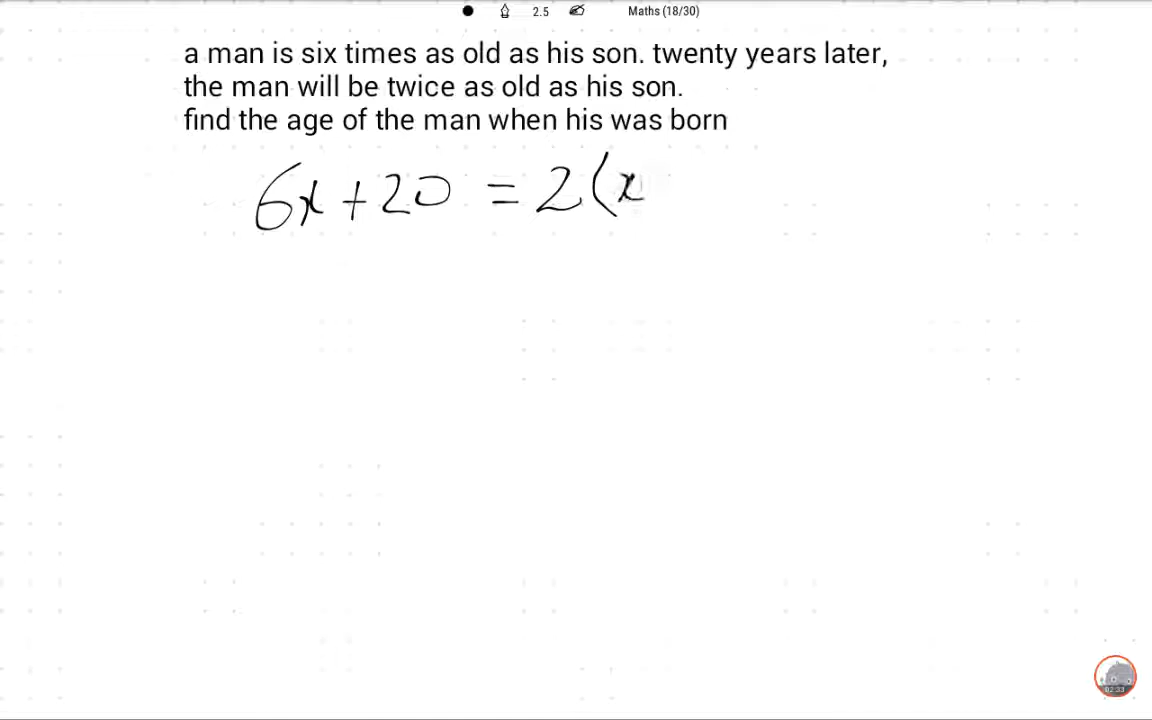 2.5 Maths (18/30)
a man is six times as old as his son. twenty years later,
the man will be twice as old as his son.
find the age of the man when his was born
6x + 20 = 2(x
02:33